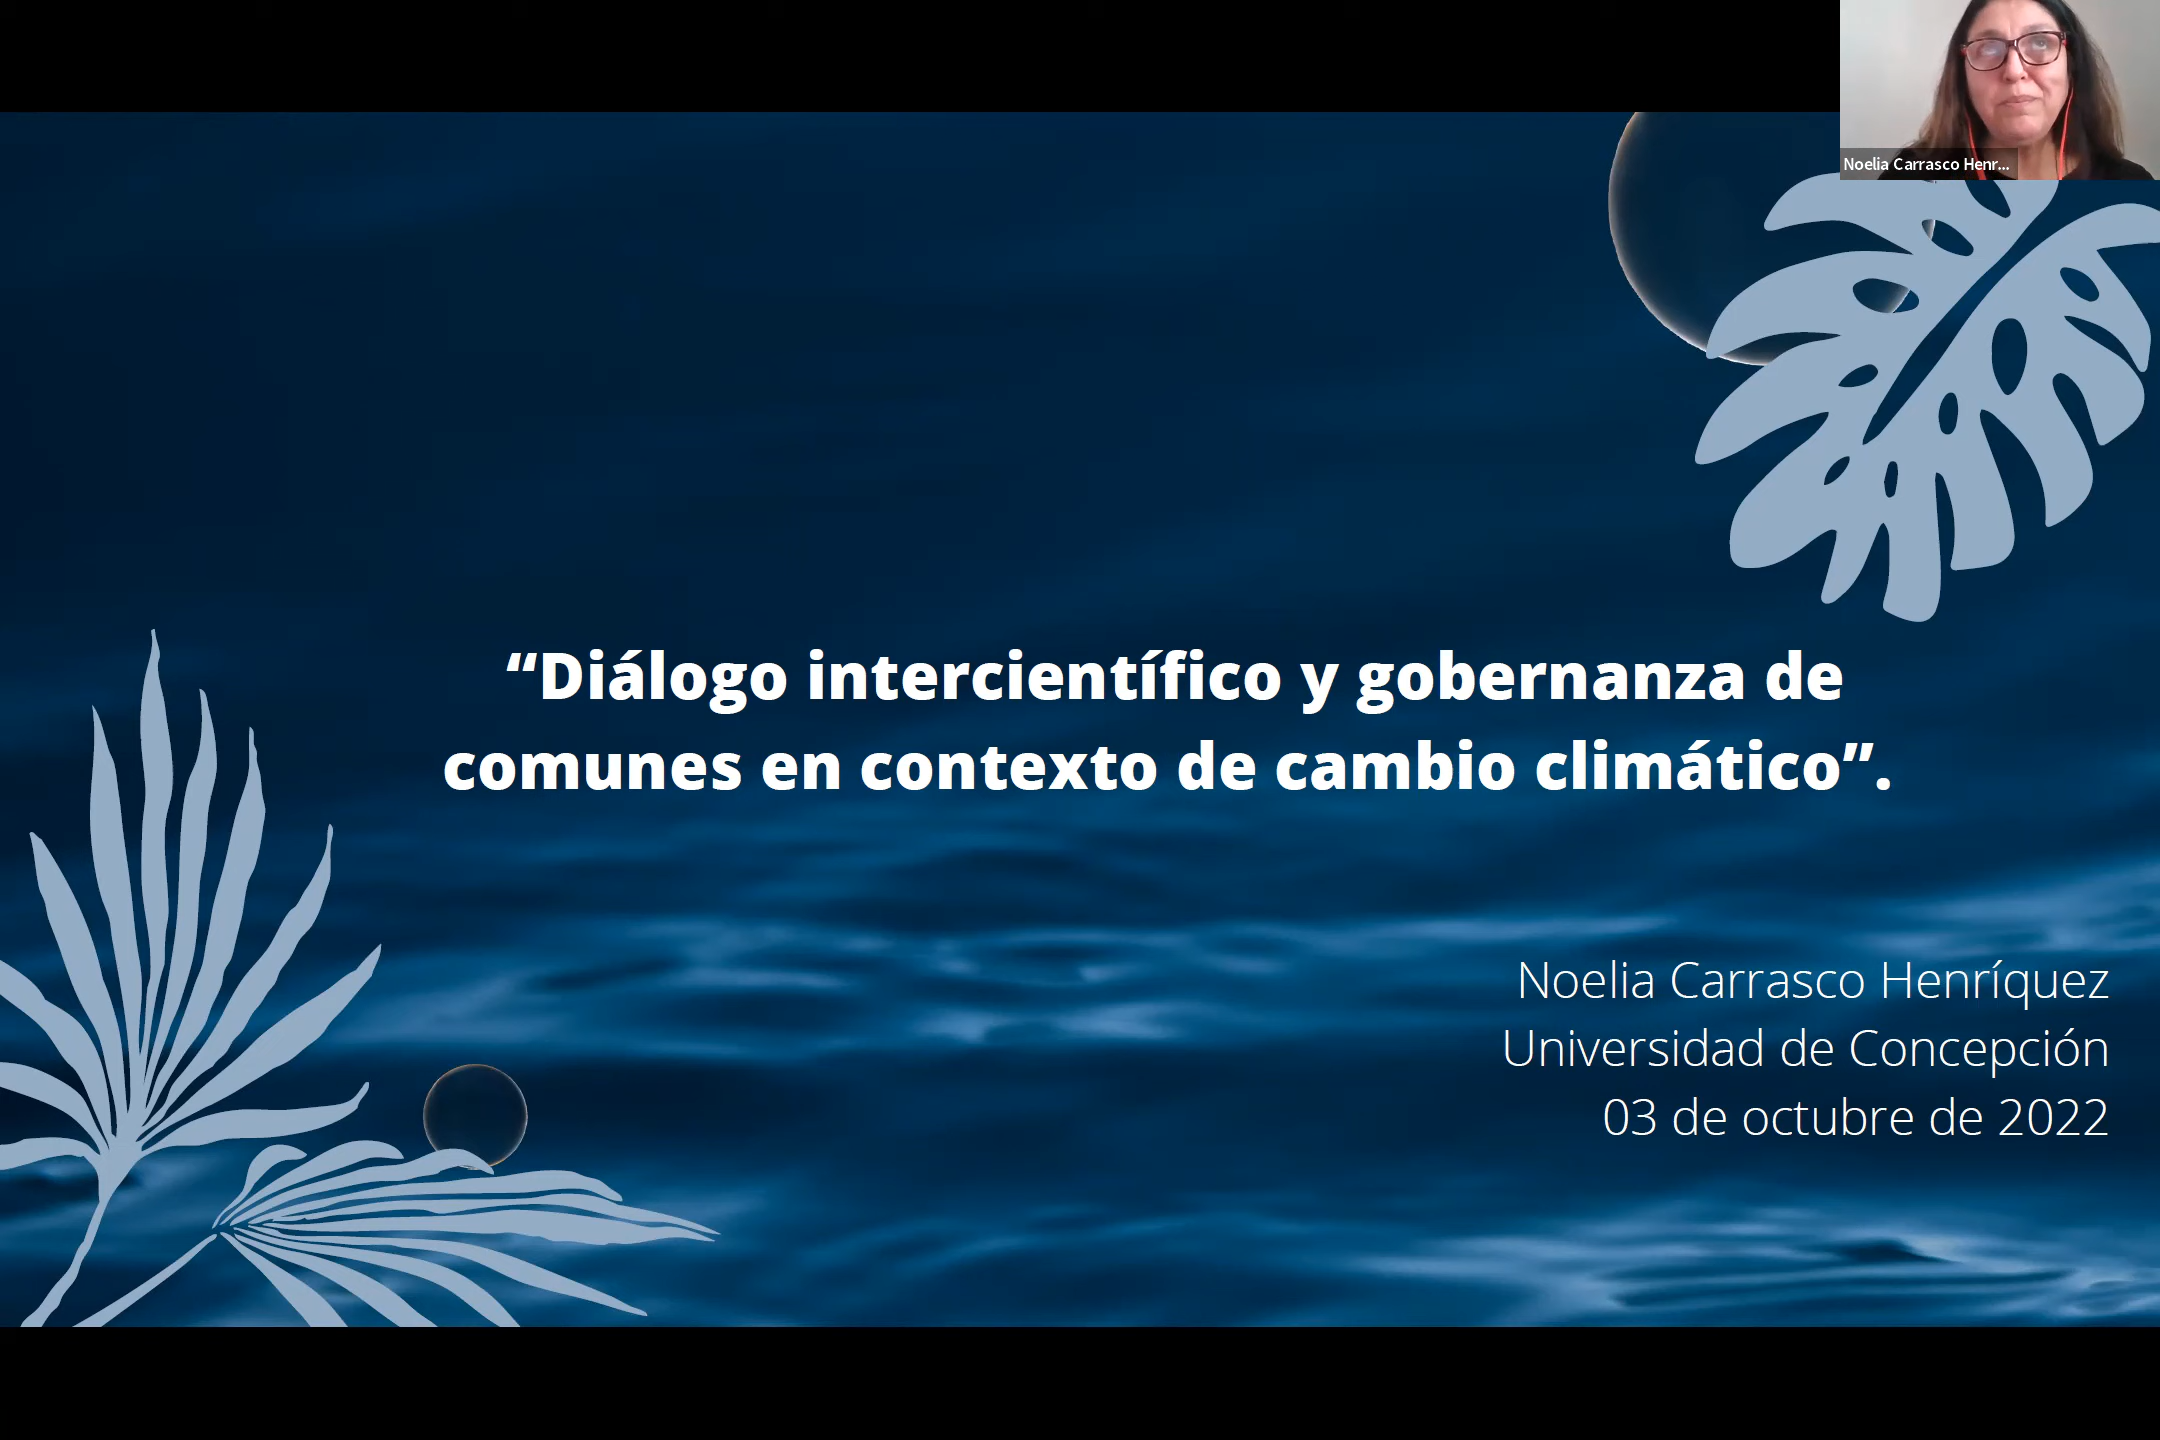 Noelia Carrasco Henr...
“Diálogo intercientífico y gobernanza de
comunes en contexto de cambio climático”.
Noelia Carrasco Henríquez
Universidad de Concepción
03 de octubre de 2022